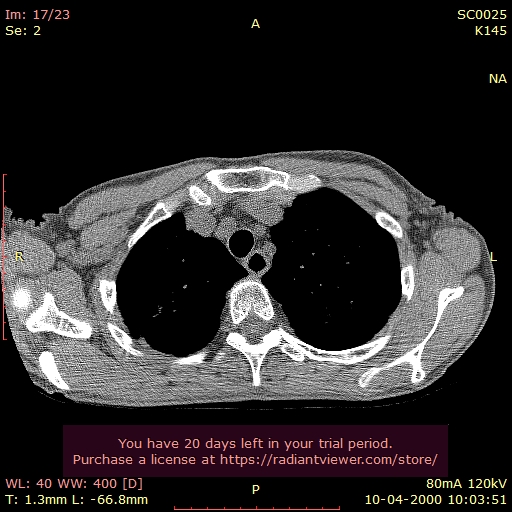 Im: 17/23
Se: 2
A
SC0025
K145
NA
R
L
You have 20 days left in your trial period.
Purchase a license at https://radiantviewer.com/store/
WL: 40 WW: 400 [D]
T: 1.3mm L: -66.8mm
P
80mA 120kV
10-04-2000 10:03:51